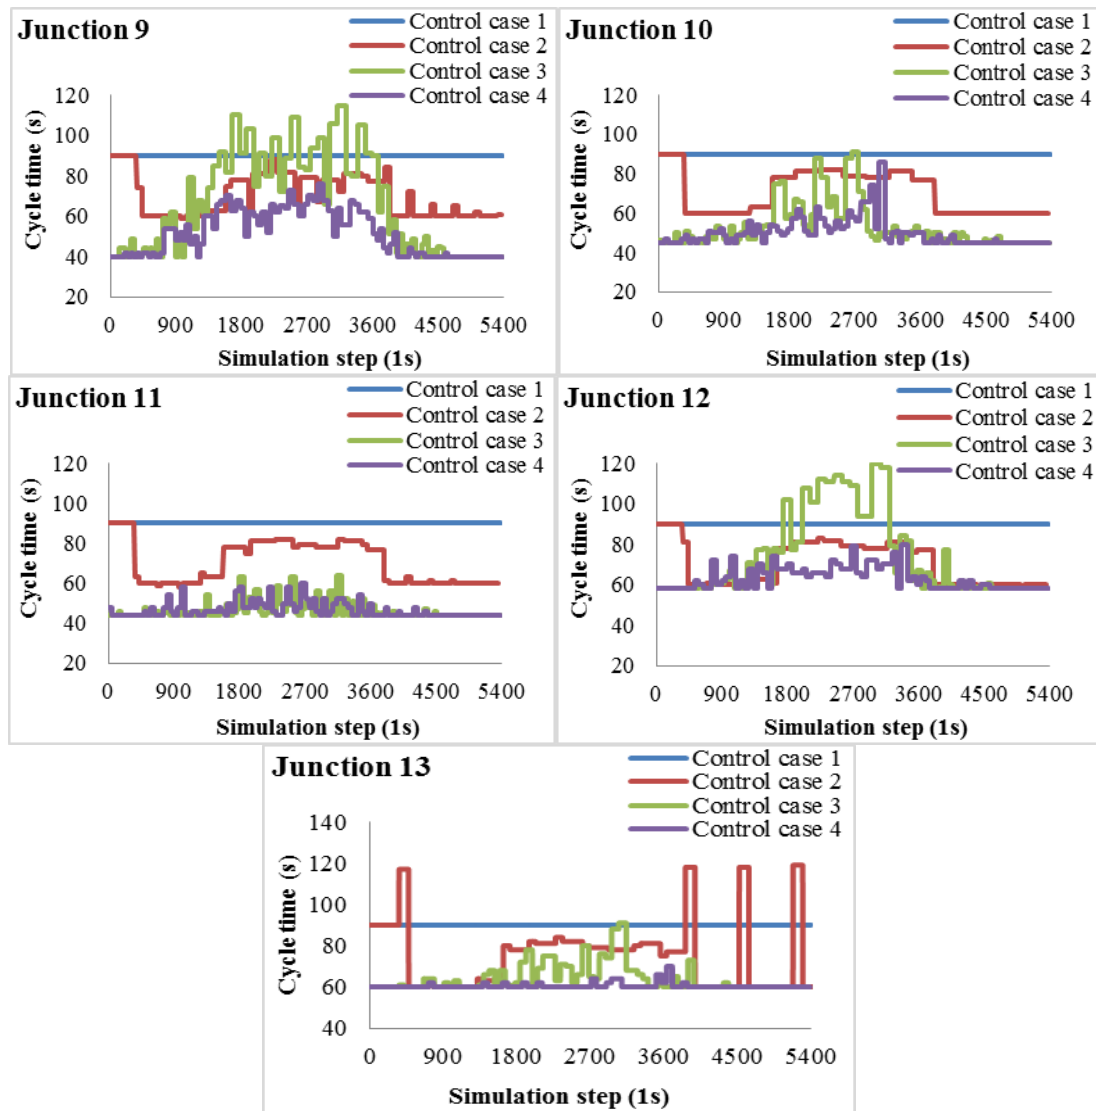 Junction 9
Control case 1
Control case 2
Control case 3
Control case 4
Cycle time (s)
120
100
80
60
40
20
0 900 1800 2700 3600 4500 5400
Simulation step (1s)
Junction 10
Control case 1
Control case 2
Control case 3
Control case 4
Cycle time (s)
120
100
80
60
40
20
0 900 1800 2700 3600 4500 5400
Simulation step (1s)
Junction 11
Control case 1
Control case 2
Control case 3
Control case 4
Cycle time (s)
120
100
80
60
40
20
0 900 1800 2700 3600 4500 5400
Simulation step (1s)
Junction 12
Control case 1
Control case 2
Control case 3
Control case 4
Cycle time (s)
120
100
80
60
40
20
0 900 1800 2700 3600 4500 5400
Simulation step (1s)
Junction 13
Control case 1
Control case 2
Control case 3
Control case 4
Cycle time (s)
140
120
100
80
60
40
0 900 1800 2700 3600 4500 5400
Simulation step (1s)